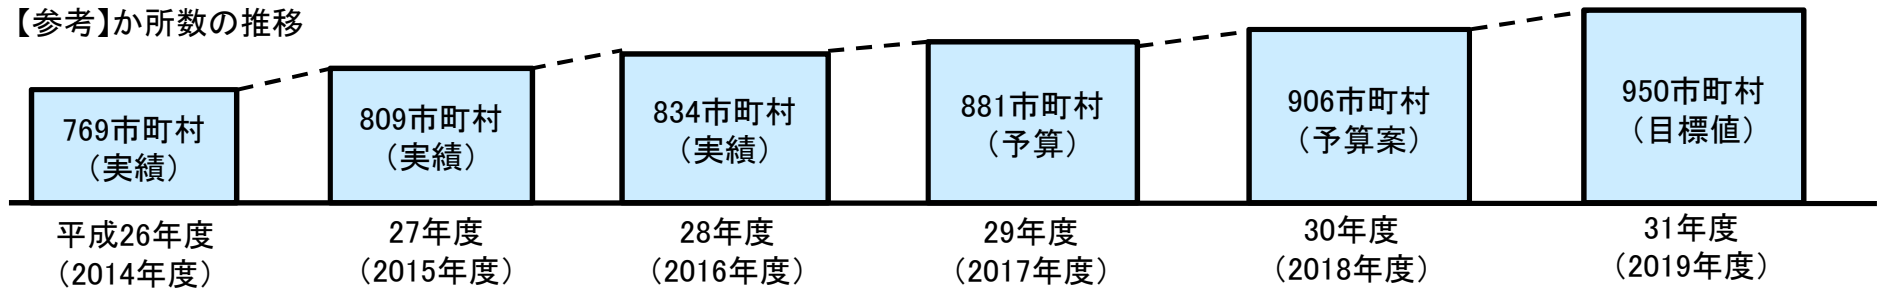 【参考】か所数の推移
769市町村
（実績）
809市町村
（実績）
834市町村
（実績）
881市町村
（予算）
906市町村
（予算案）
950市町村
（目標値）
平成26年度
（2014年度）
27年度
（2015年度）
28年度
（2016年度）
29年度
（2017年度）
30年度
（2018年度）
31年度
（2019年度）